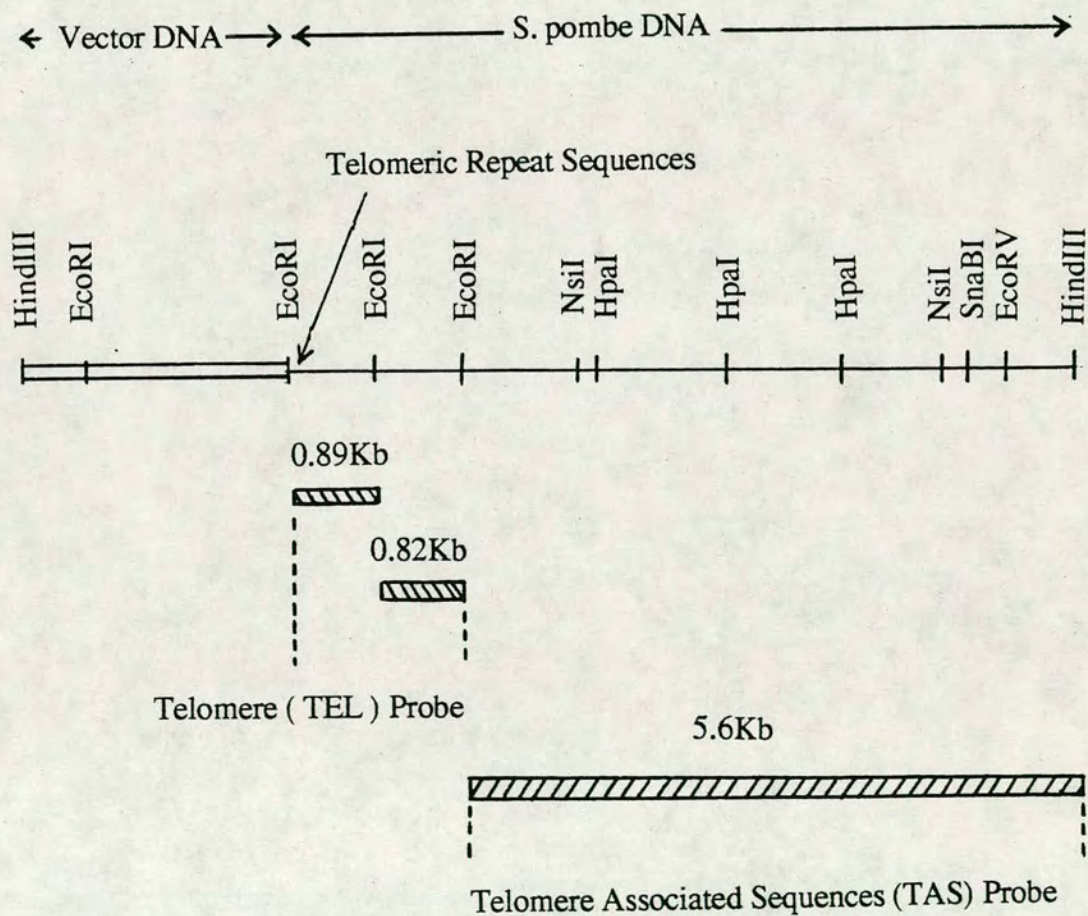 Vector DNA
S. pombe DNA
Telomeric Repeat Sequences
HindIII
EcoRI
EcoRI
EcoRI
EcoRI
NsiI
HpaI
HpaI
HpaI
NsiI
SnaBI
EcoRV
HindIII
0.89Kb
0.82Kb
Telomere ( TEL ) Probe
5.6Kb
Telomere Associated Sequences (TAS) Probe